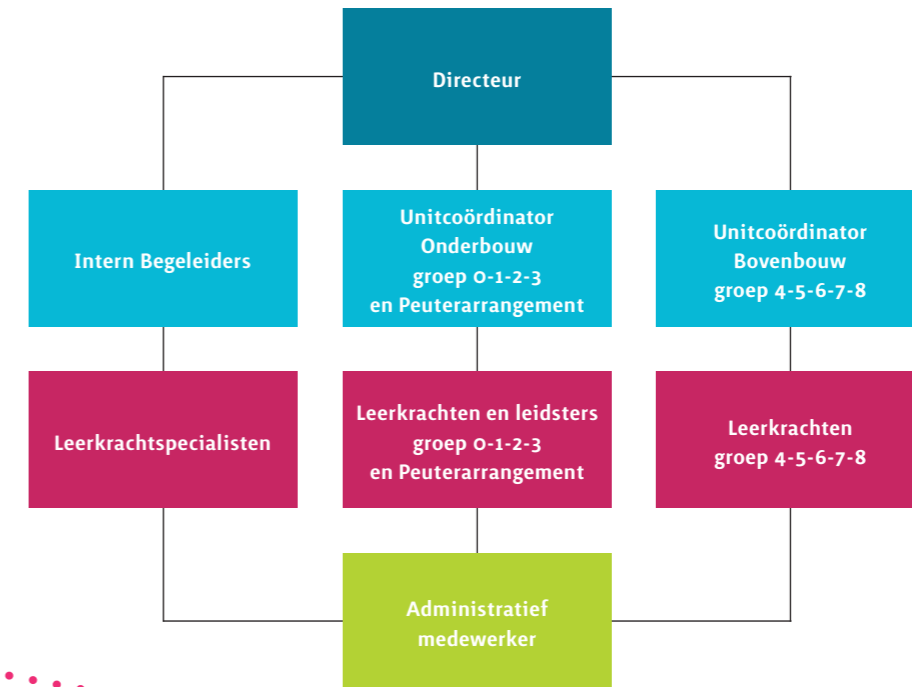 Directeur
Intern Begeleiders
Unitcoördinator
Onderbouw
groep 0-1-2-3
en Peuterarrangement
Unitcoördinator
Bovenbouw
groep 4-5-6-7-8
Leerkrachtspecialisten
Leerkrachten en leidsters
groep 0-1-2-3
en Peuterarrangement
Leerkrachten
groep 4-5-6-7-8
Administratief
medewerker